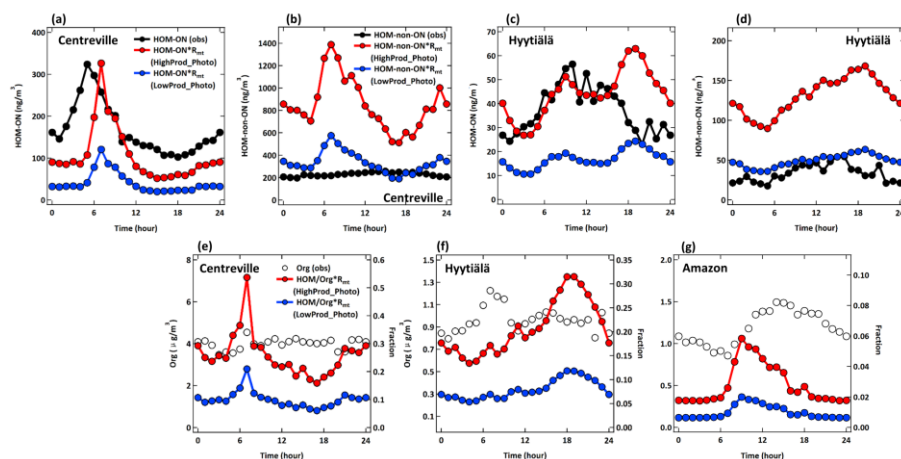 (a)
Centreville
HOM-ON (obs)
HOM-ON*Rmt
(HighProd_Photo)
HOM-ON*Rmt
(LowProd_Photo)
HOM-ON (ng/m3)
400
300
200
100
0
0 6 12 18 24
Time (hour)
(b)
HOM-non-ON (obs)
HOM-non-ON*Rmt
(HighProd_Photo)
HOM-non-ON*Rmt
(LowProd_Photo)
HOM-non-ON (ng/m3)
1400
1200
1000
800
600
400
200
0
Centreville
0 6 12 18 24
Time (hour)
(c)
Hyytiälä
HOM-ON (ng/m3)
70
60
50
40
30
20
10
0
0 6 12 18 24
Time (hour)
(d)
Hyytiälä
HOM-non-ON (ng/m3)
200
150
100
50
0
0 6 12 18 24
Time (hour)
(e)
Centreville
Org (obs)
HOM/Org*Rmt
(HighProd_Photo)
HOM/Org*Rmt
(LowProd_Photo)
Org (μg/m3)
8
6
4
2
0
0.6
0.5
0.4
0.3
0.2
0.1
0.0
Fraction
0 6 12 18 24
Time (hour)
(f)
Hyytiälä
Org (μg/m3)
1.5
1.3
1.1
0.9
0.6
0.4
0.2
0.0
0.35
0.30
0.25
0.20
0.15
0.10
0.05
0.00
Fraction
0 6 12 18 24
Time (hour)
(g)
Amazon
2.0
1.5
1.0
0.5
0.0
0.10
0.08
0.06
0.04
0.02
0.00
Fraction
0 6 12 18 24
Time (hour)